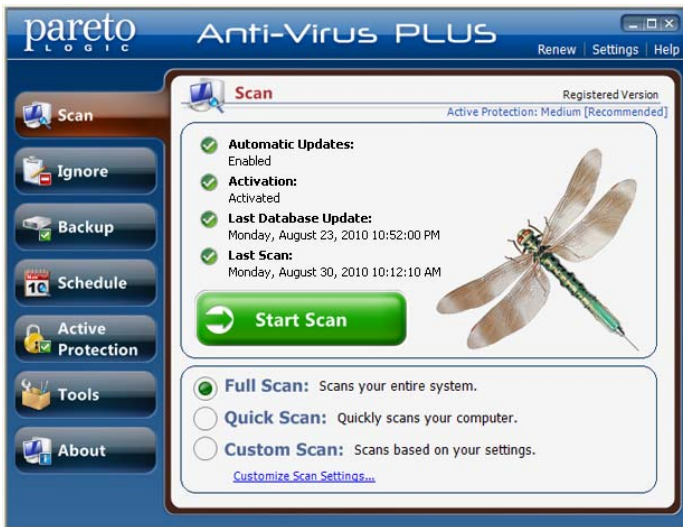 pareto
LOGIC
Anti-Virus PLUS
Renew | Settings | Help
Scan
Ignore
Backup
Schedule
Active
Protection
Tools
About
Scan
Registered Version
Active Protection: Medium [Recommended]
Automatic Updates:
Enabled
Activation:
Activated
Last Database Update:
Monday, August 23, 2010 10:52:00 PM
Last Scan:
Monday, August 30, 2010 10:12:10 AM
Start Scan
Full Scan: Scans your entire system.
Quick Scan: Quickly scans your computer.
Custom Scan: Scans based on your settings.
Customize Scan Settings...